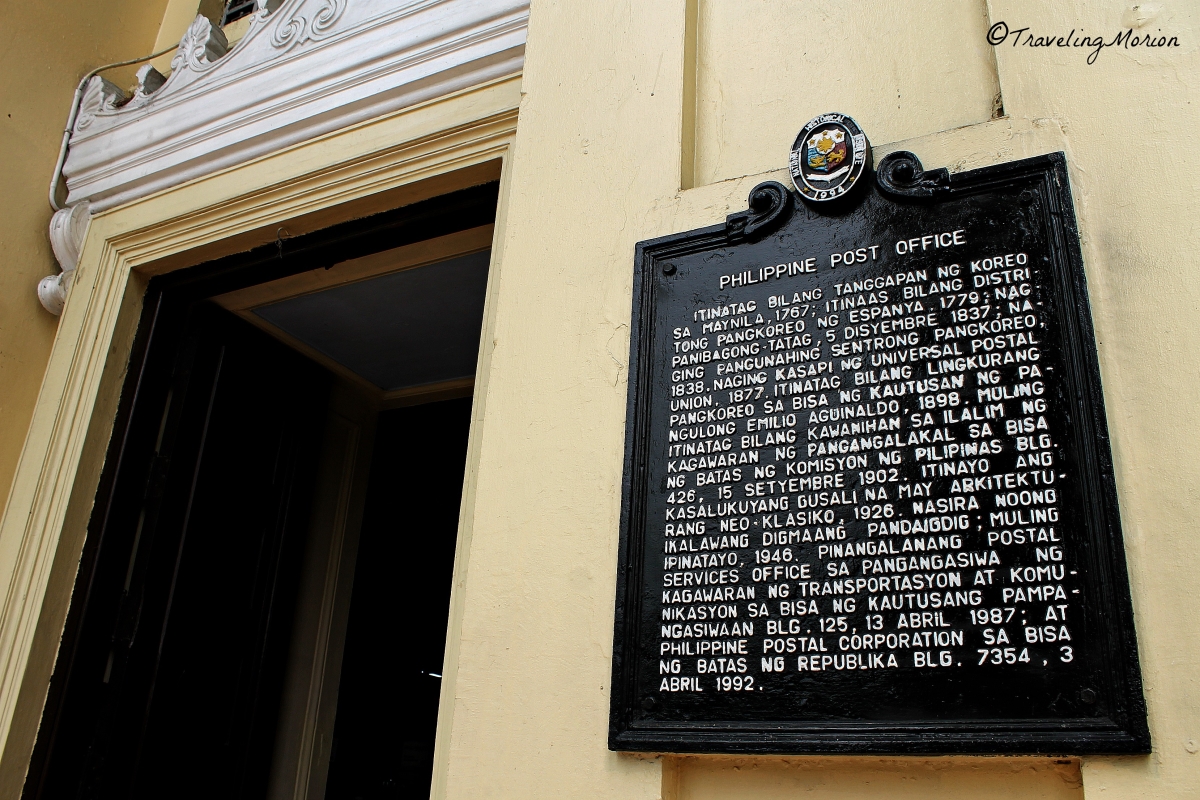 ©TravelingMorion
NATIONAL HISTORICAL INSTITUTE
1994
PHILIPPINE POST OFFICE
ITINATAG BILANG TANGGAPAN NG KOREO
SA MAYNILA, 1767; ITINAAS BILANG DISTRI-
TONG PANGKOREO NG ESPANYA, 1779; NAG-
PANIBAGONG-TATAG, 5 DISYEMBRE 1837; NA-
GING PANGUNAHING SENTRONG PANGKOREO,
1838. NAGING KASAPI NG UNIVERSAL POSTAL
UNION, 1877. ITINATAG BILANG LINGKURANG
PANGKOREO SA BISA NG KAUTUSAN NG PA-
NGULONG EMILIO AGUINALDO, 1898. MULING
ITINATAG BILANG KAWANIHAN SA ILALIM NG
KAGAWARAN NG PANGANGALAKAL SA BISA
NG BATAS NG KOMISYON NG PILIPINAS BLG.
426, 15 SETYEMBRE 1902. ITINAYO ANG
KASALUKUYANG GUSALI NA MAY ARKITEKTU-
RANG NEO-KLASIKO, 1926. NASIRA NOONG
IKALAWANG DIGMAANG PANDAIGDIG; MULING
IPINATAYO, 1946. PINANGALANANG POSTAL
SERVICES OFFICE SA PANGANGASIWA NG
KAGAWARAN NG TRANSPORTASYON AT KOMU-
NIKASYON SA BISA NG KAUTUSANG PAMPA-
NGASIWAAN BLG. 125, 13 ABRIL 1987; AT
PHILIPPINE POSTAL CORPORATION SA BISA
NG BATAS NG REPUBLIKA BLG. 7354, 3
ABRIL 1992.